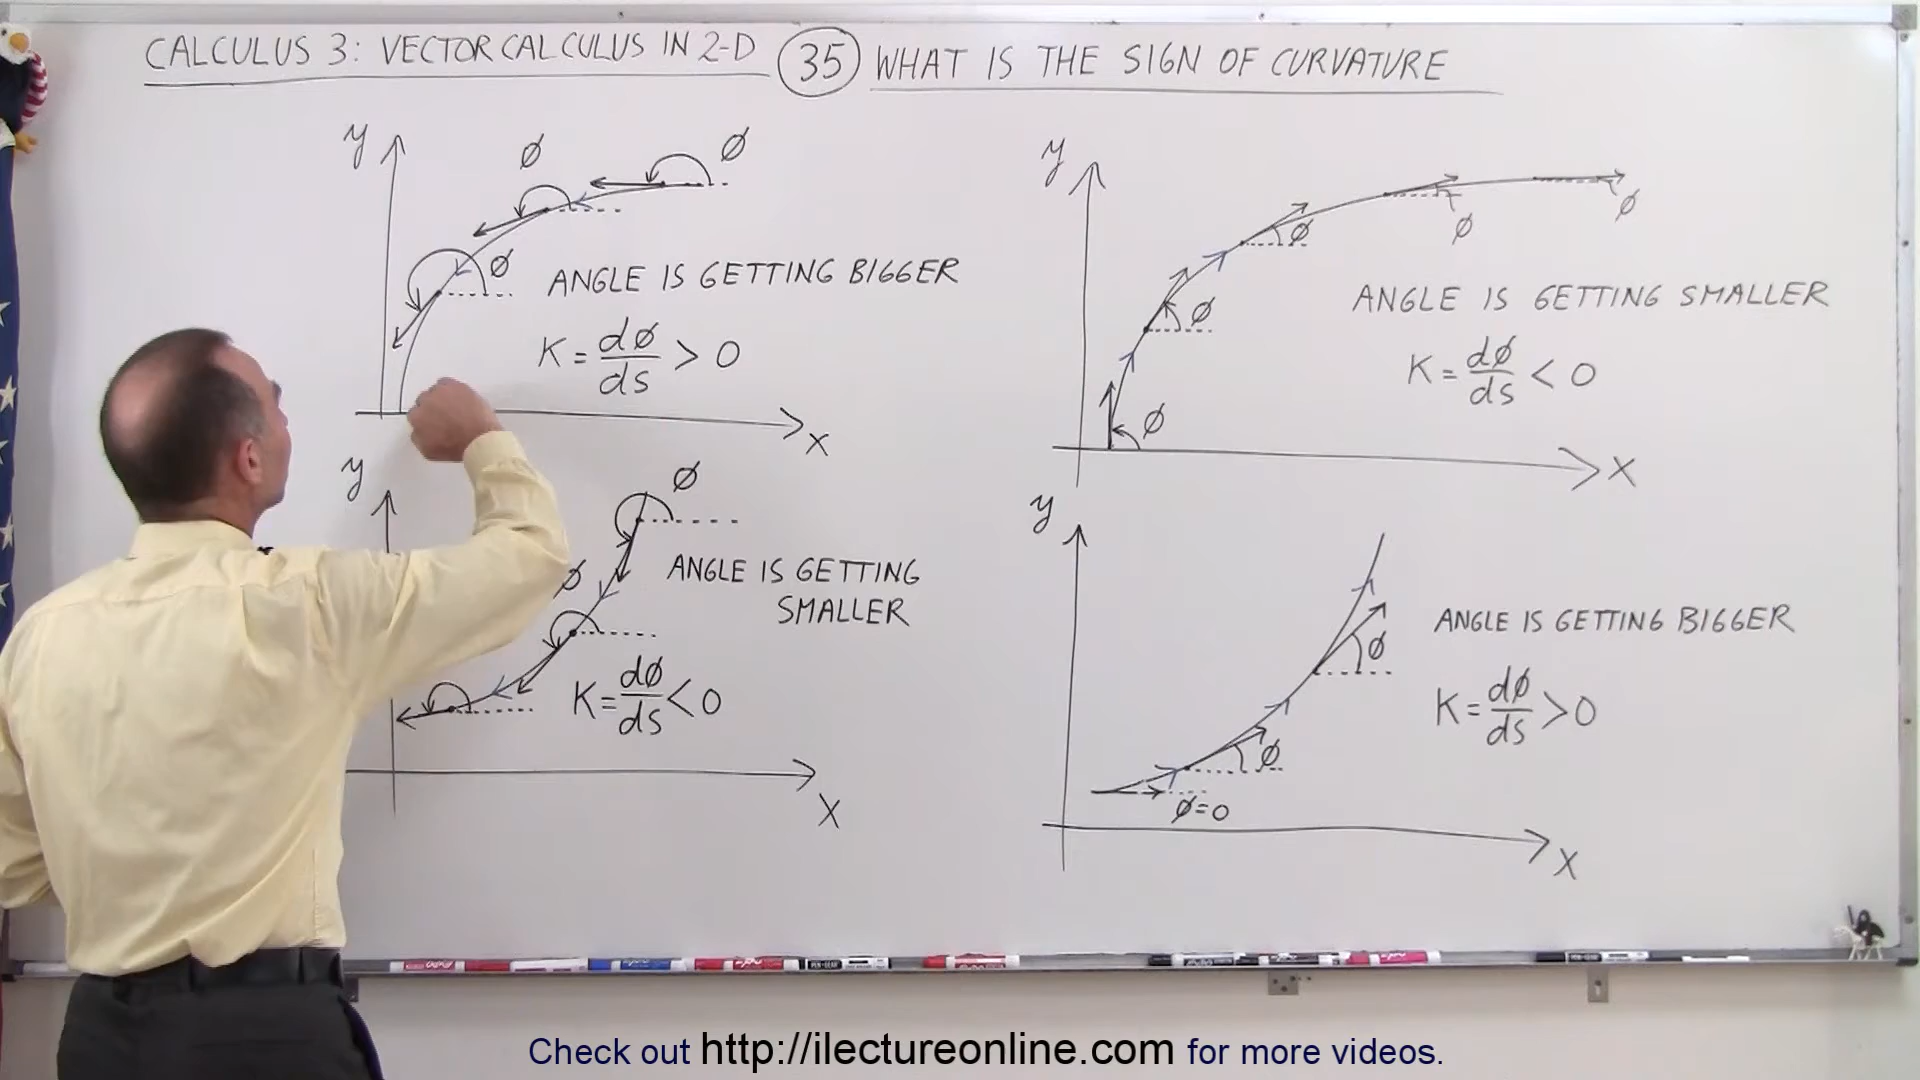 CALCULUS 3: VECTOR CALCULUS IN 2-D 35 WHAT IS THE SIGN OF CURVATURE
y
ø
ø
ø
ANGLE IS GETTING BIGGER
K = dø/ds > 0
x
y
ø
ø
ø
ø
ø
ANGLE IS GETTING SMALLER
K = dø/ds < 0
x
y
ø
ø
ANGLE IS GETTING
SMALLER
K = dø/ds < 0
x
y
ø
ø
ø=0
ANGLE IS GETTING BIGGER
K = dø/ds > 0
x
Check out http://ilectureonline.com for more videos.